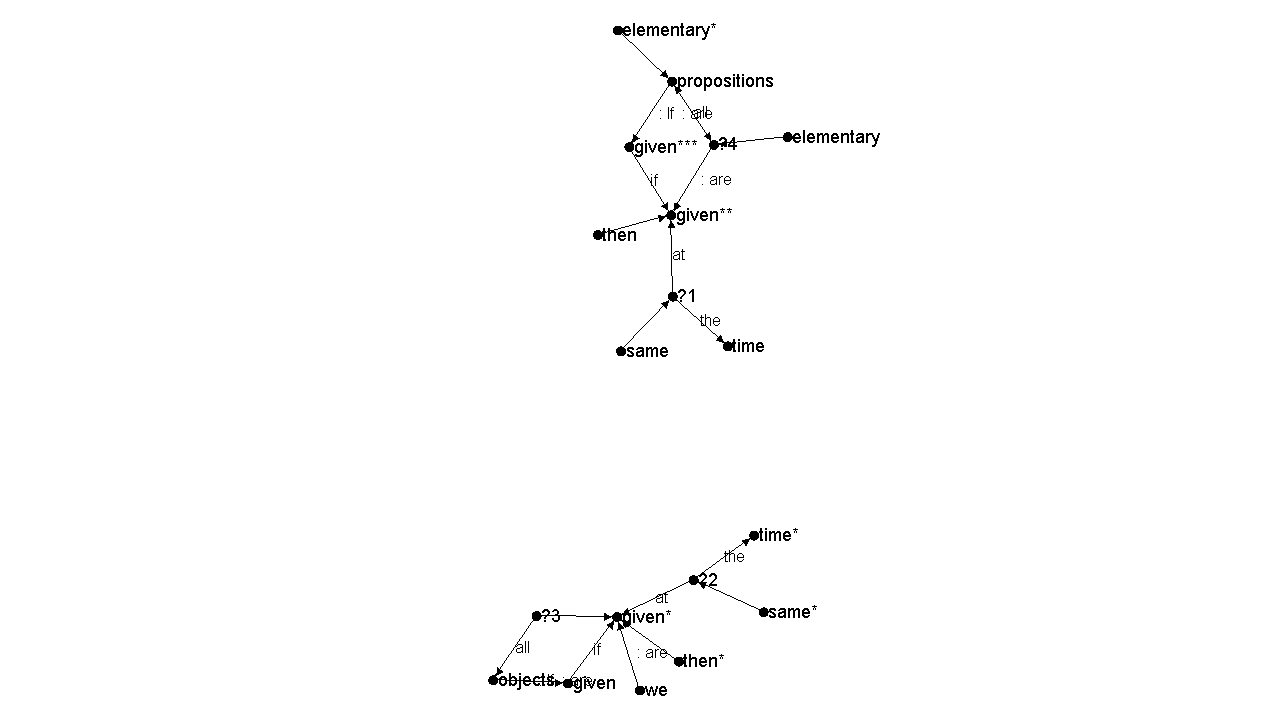 elementary*
propositions
: If : are all
given***
?4
elementary
if
: are
given**
then
at
?1
the
same
time
time*
the
?2
at
same*
?3
given*
all
if
: are
then*
objects
given
we